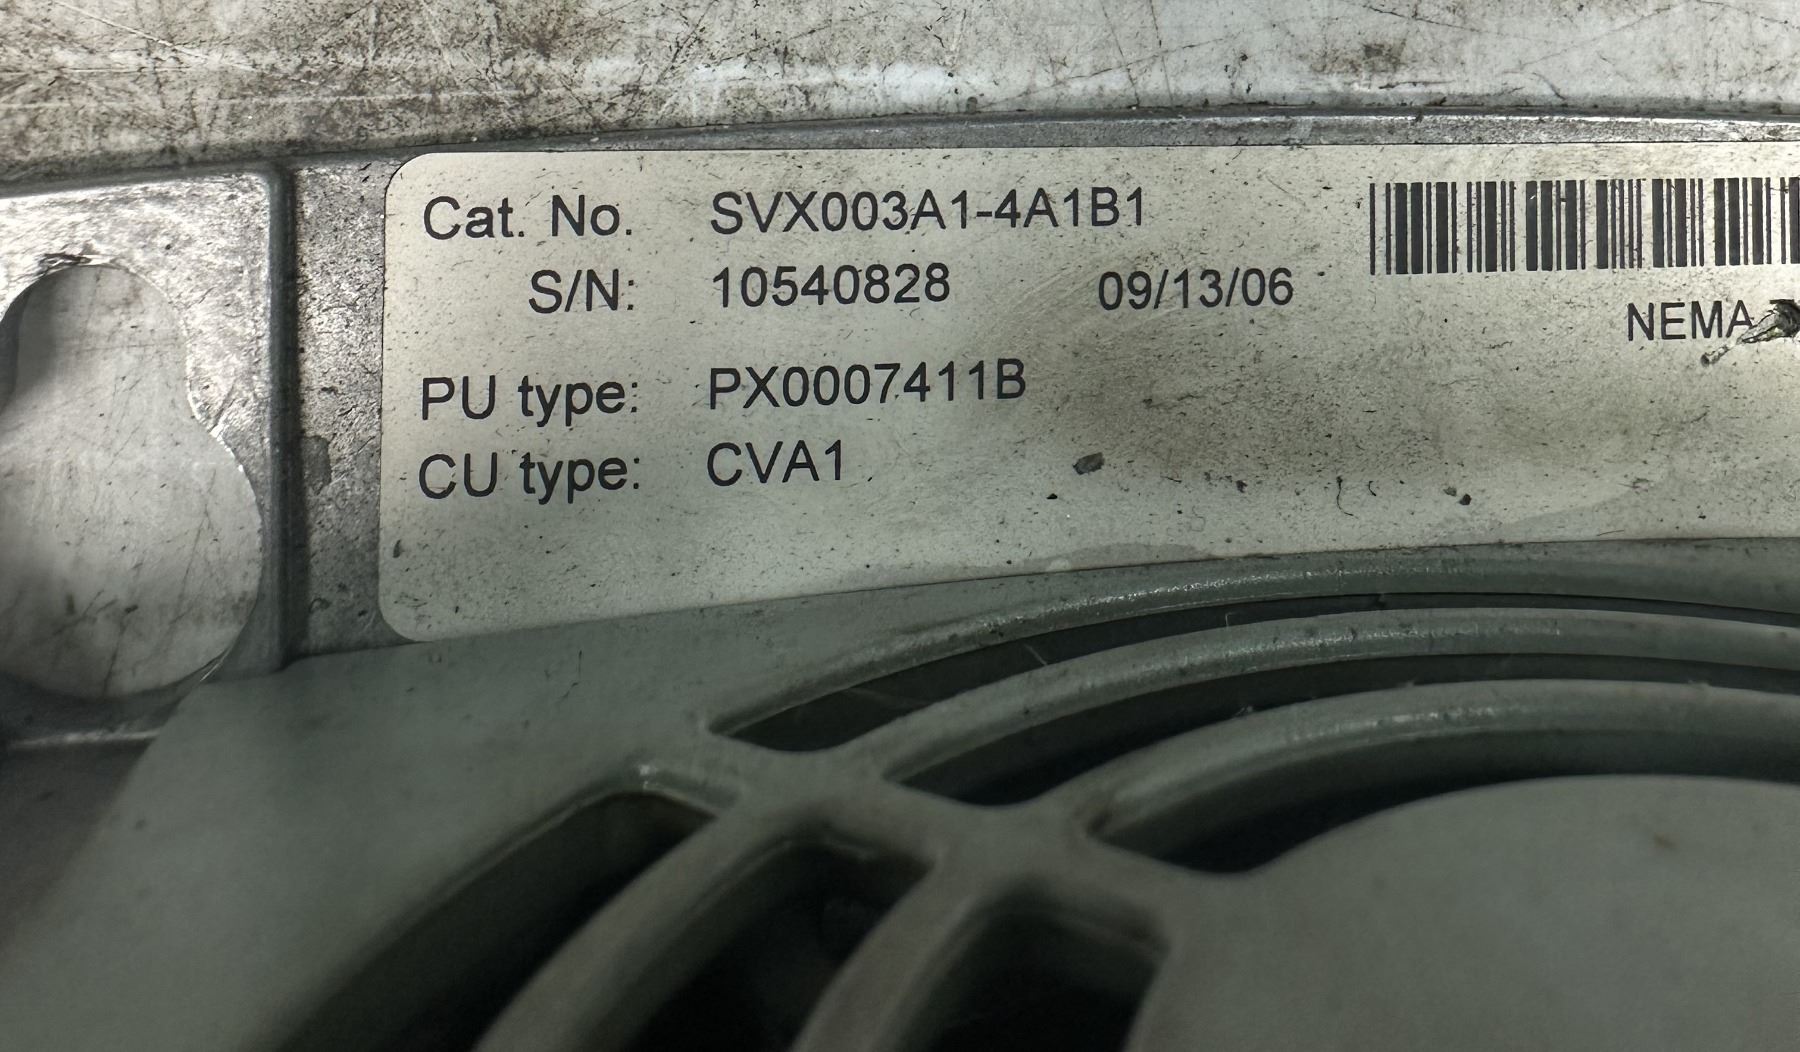 Cat. No. SVX003A1-4A1B1
S/N: 10540828 09/13/06
NEMA
PU type: PX0007411B
CU type: CVA1